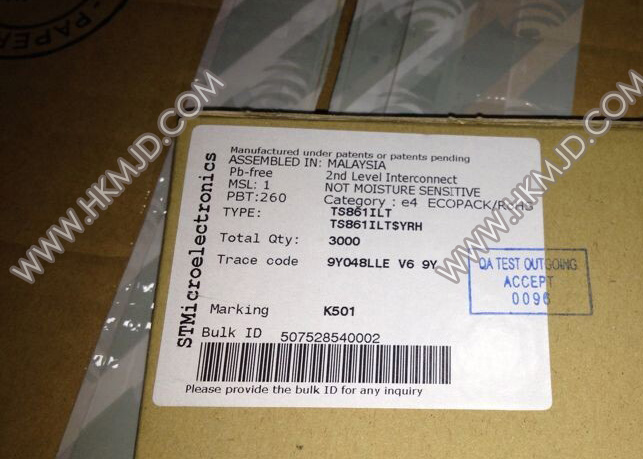 PAPER
STMicroelectronics
Manufactured under patents or patents pending
ASSEMBLED IN: MALAYSIA
Pb-free 2nd Level Interconnect
MSL: 1 NOT MOISTURE SENSITIVE
PBT:260 Category : e4 ECOPACK/RoHS
TYPE: TS861ILT
TS861ILT$YRH
Total Qty: 3000
Trace code 9Y048LLE V6 9Y
Marking K501
Bulk ID 507528540002
Please provide the bulk ID for any inquiry
QA TEST OUTGOING
ACCEPT
0096
WWW.HKMJD.COM
WWW.HKMJD.COM